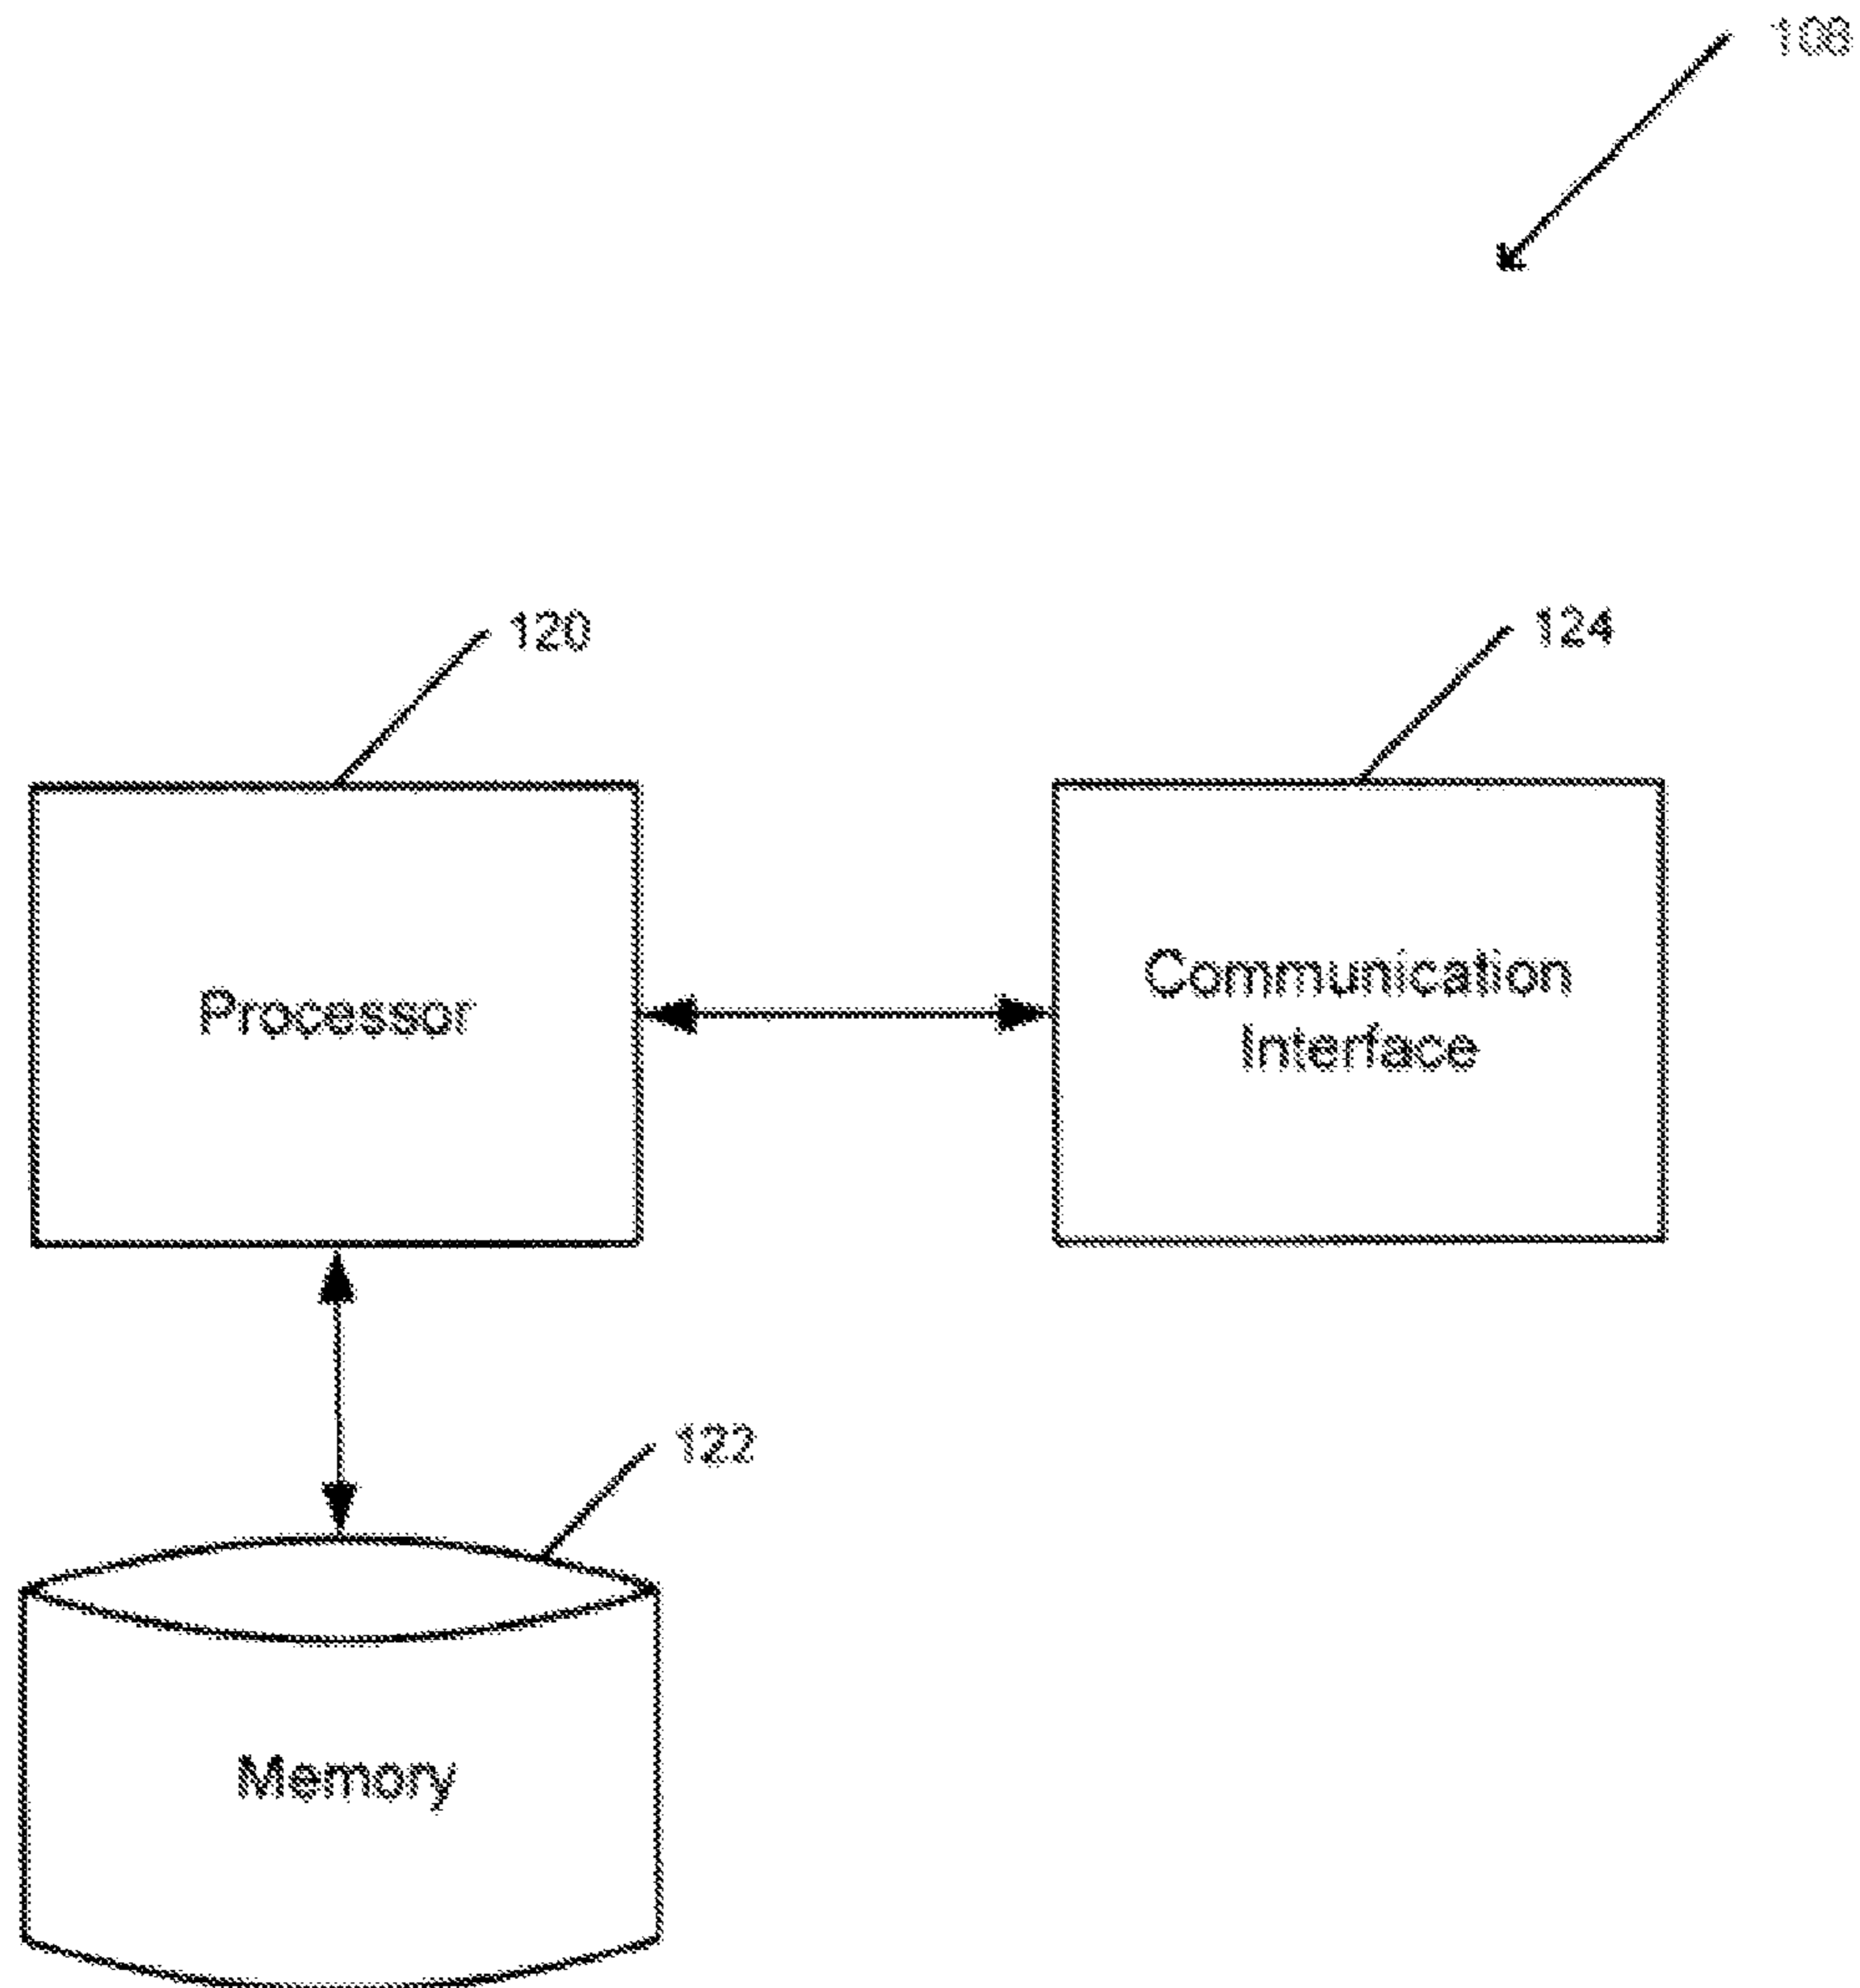 108
120
124
Processor
Communication
Interface
122
Memory